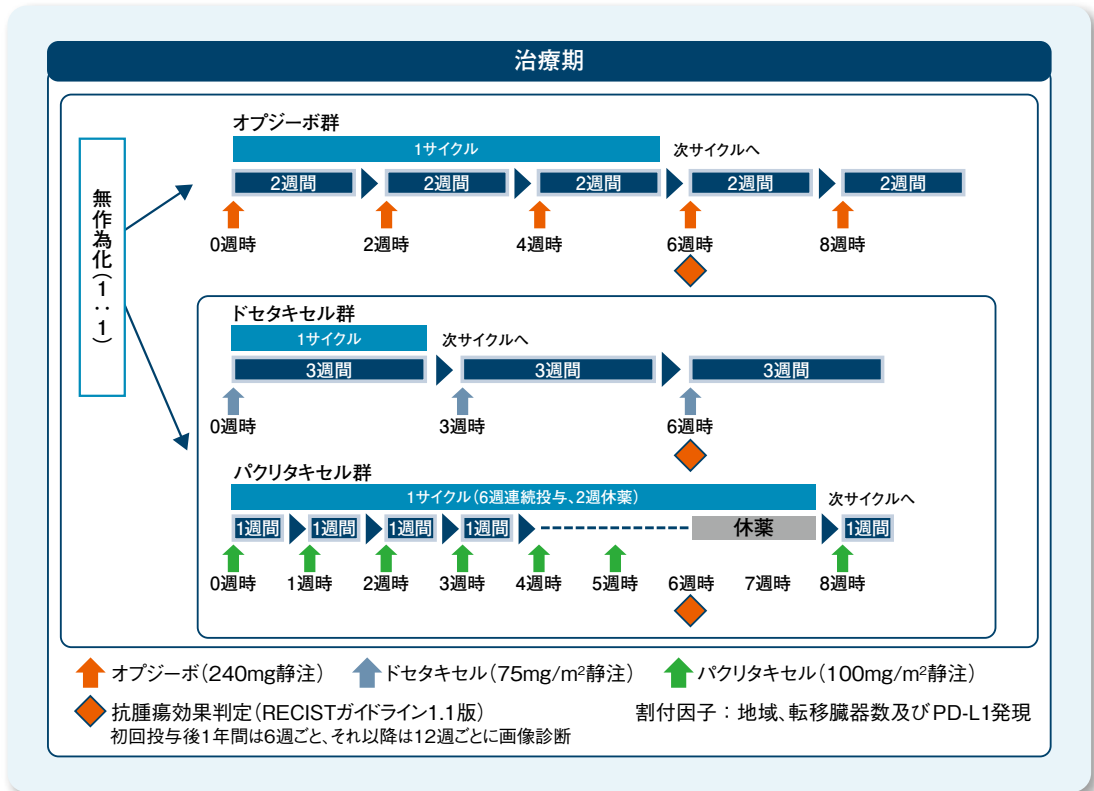 治療期
無作為化(1:1)
オプジーボ群
1サイクル
次サイクルへ
2週間 2週間 2週間 2週間 2週間
0週時 2週時 4週時 6週時 8週時
ドセタキセル群
1サイクル
次サイクルへ
3週間 3週間 3週間
0週時 3週時 6週時
パクリタキセル群
1サイクル(6週連続投与、2週休薬)
次サイクルへ
1週間 1週間 1週間 1週間 休薬 1週間
0週時 1週時 2週時 3週時 4週時 5週時 6週時 7週時 8週時
オプジーボ(240mg静注) ドセタキセル(75mg/m²静注) パクリタキセル(100mg/m²静注)
抗腫瘍効果判定(RECISTガイドライン1.1版)
初回投与後1年間は6週ごと、それ以降は12週ごとに画像診断
割付因子:地域、転移臓器数及びPD-L1発現